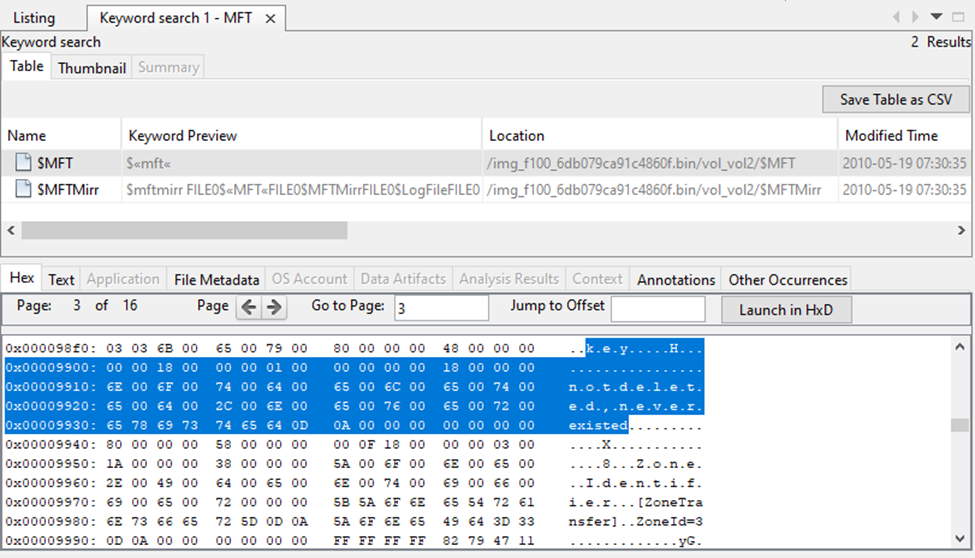 Listing Keyword search 1 - MFT ×
Keyword search 2 Results
Table Thumbnail Summary
Save Table as CSV
Name Keyword Preview Location Modified Time
$MFT $«mft« /img_f100_6db079ca91c4860f.bin/vol_vol2/$MFT 2010-05-19 07:30:35
$MFTMirr $mftmirr FILE0$«MFT«FILE0$MFTMirrFILE0$LogFileFILE0 /img_f100_6db079ca91c4860f.bin/vol_vol2/$MFTMirr 2010-05-19 07:30:35
Hex Text Application File Metadata OS Account Data Artifacts Analysis Results Context Annotations Other Occurrences
Page: 3 of 16 Page Go to Page: 3 Jump to Offset Launch in HxD
0x000098f0: 03 03 6B 00 65 00 79 00 80 00 00 00 48 00 00 00 ..k.e.y.....H...
0x00009900: 00 00 18 00 00 00 01 00 00 00 00 00 18 00 00 00 ................
0x00009910: 6E 00 6F 00 74 00 64 00 65 00 6C 00 65 00 74 00 n.o.t.d.e.l.e.t.
0x00009920: 65 00 64 00 2C 00 6E 00 65 00 76 00 65 00 72 00 e.d.,.n.e.v.e.r.
0x00009930: 65 78 69 73 74 65 64 0D 0A 00 00 00 00 00 00 00 existed.........
0x00009940: 80 00 00 00 58 00 00 00 00 0F 18 00 00 00 03 00 ....X...........
0x00009950: 1A 00 00 00 38 00 00 00 5A 00 6F 00 6E 00 65 00 ....8...Z.o.n.e.
0x00009960: 2E 00 49 00 64 00 65 00 6E 00 74 00 69 00 66 00 ..I.d.e.n.t.i.f.
0x00009970: 69 00 65 00 72 00 00 00 5B 5A 6F 6E 65 54 72 61 i.e.r...[ZoneTra
0x00009980: 6E 73 66 65 72 5D 0D 0A 5A 6F 6E 65 49 64 3D 33 nsfer]..ZoneId=3
0x00009990: 0D 0A 00 00 00 00 00 00 FF FF FF FF 82 79 47 11 .............yG.